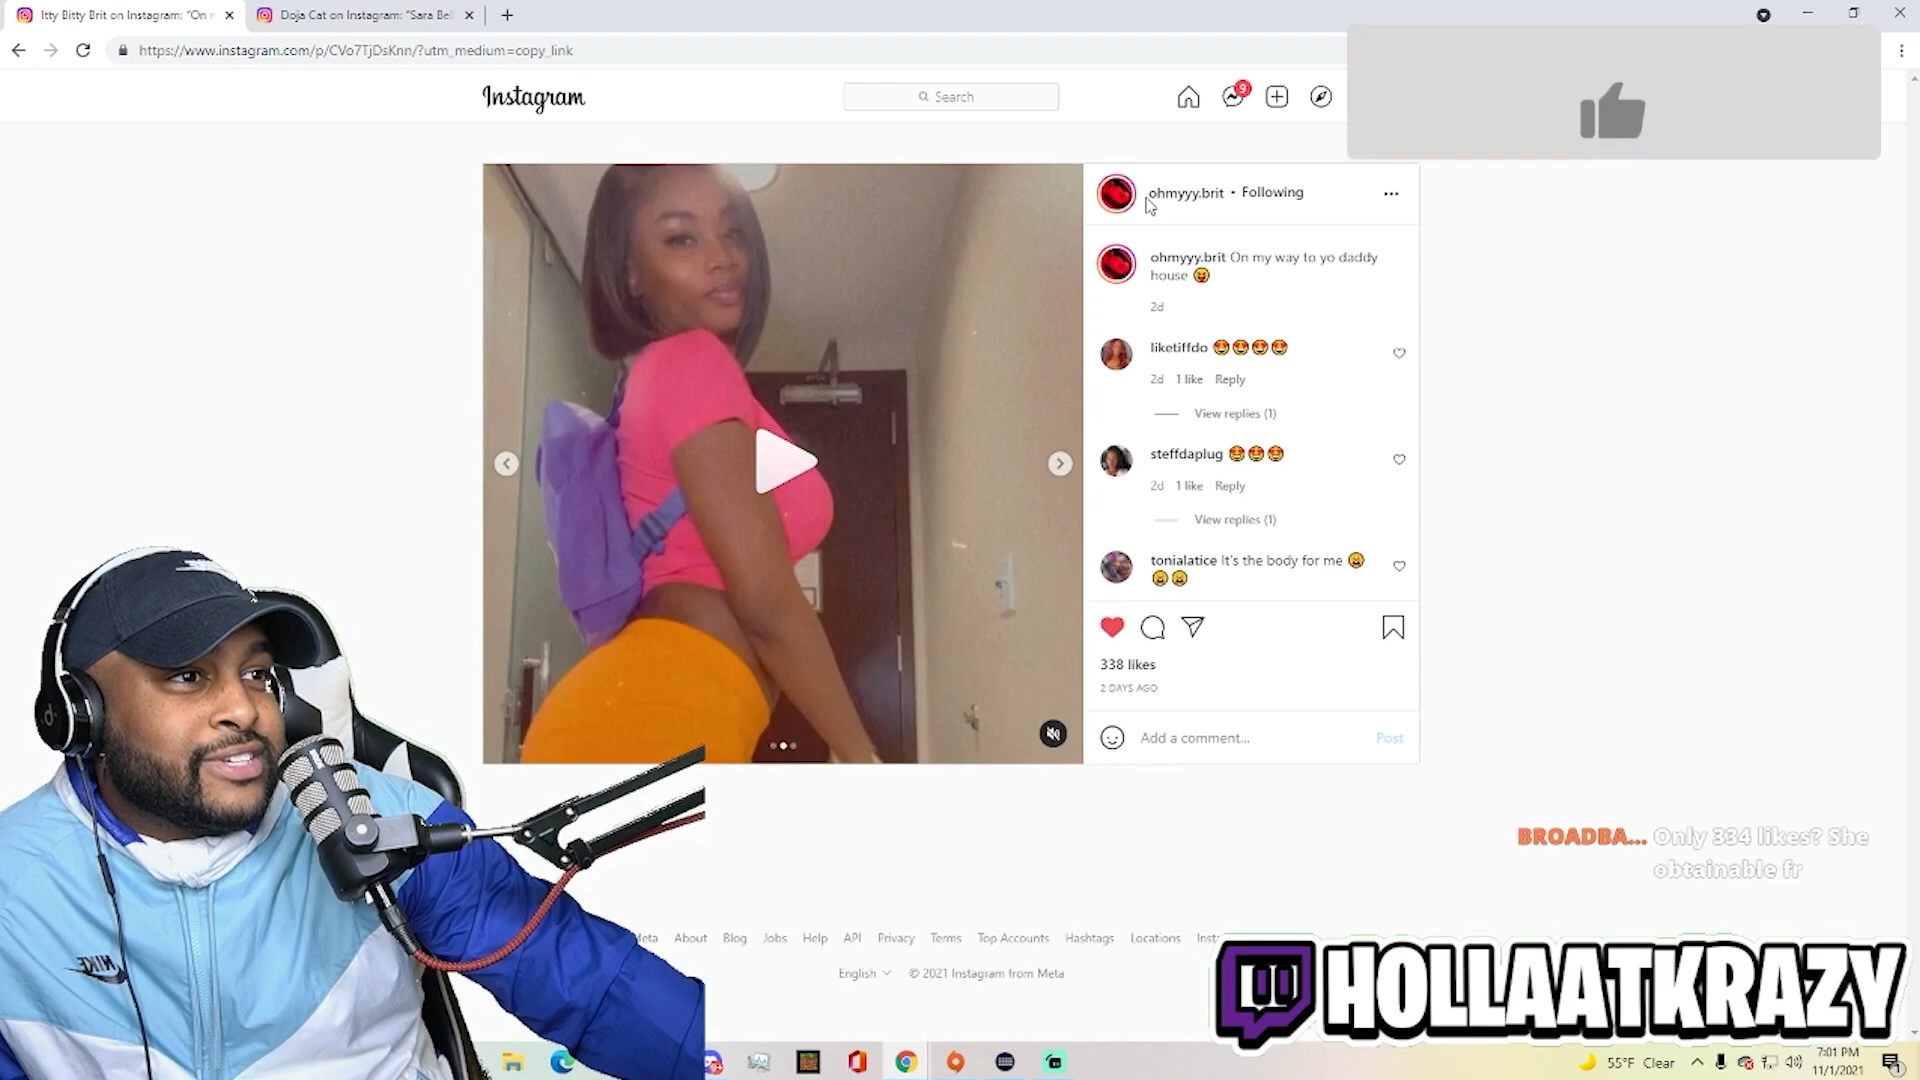 Itty Bitty Brit on Instagram: "On m
Doja Cat on Instagram: "Sara Bell
https://www.instagram.com/p/CVo7TjDsKnn/?utm_medium=copy_link
Instagram
Search
9
ohmyyy.brit • Following
ohmyyy.brit On my way to yo daddy
house
2d
liketiffdo
2d 1 like Reply
View replies (1)
steffdaplug
2d 1 like Reply
View replies (1)
tonialatice It's the body for me
338 likes
2 DAYS AGO
Add a comment... Post
BROADBA... Only 334 likes? She
obtainable fr
Meta About Blog Jobs Help API Privacy Terms Top Accounts Hashtags Locations Inst
English © 2021 Instagram from Meta
NIKE
HOLLAATKRAZY
55°F Clear
7:01 PM
11/1/2021